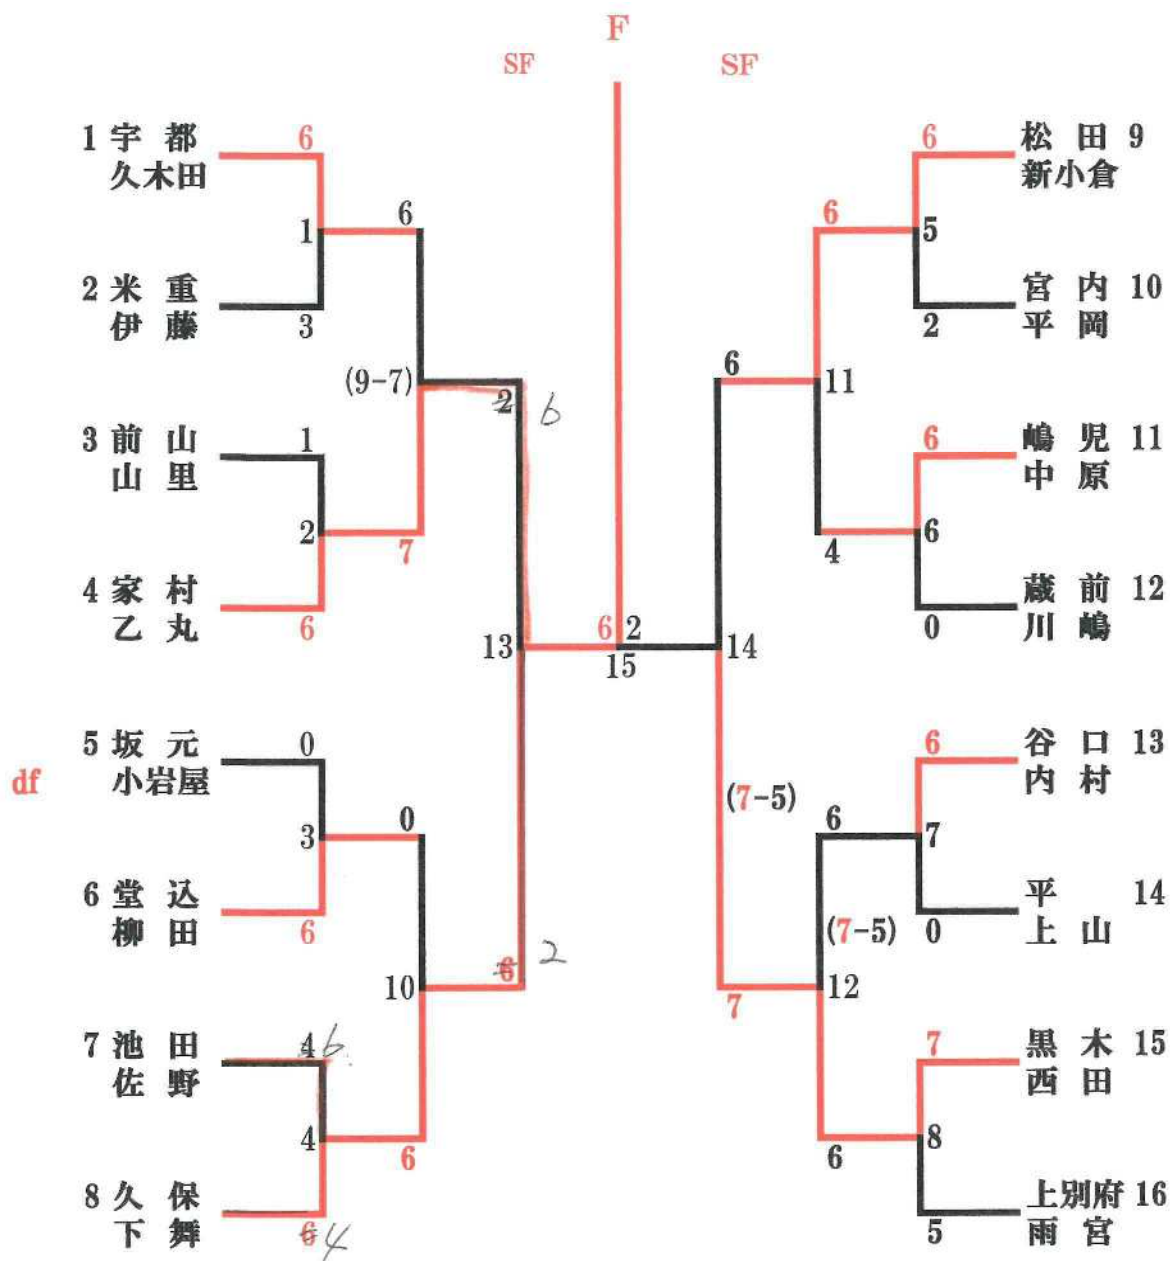 F
SF
SF
1 宇 都
久木田
6
1
2 米 重
伊 藤
3
6
(9-7)
3 前 山
山 里
1
2
4 家 村
乙 丸
6
7
2
6
13
df
5 坂 元
小岩屋
0
3
6 堂 込
柳 田
6
0
10
7 池 田
佐 野
4
6
4
8 久 保
下 舞
6
4
6
6
2
6
2
15
松 田 9
新小倉
6
5
宮 内 10
平 岡
2
6
11
嶋 児 11
中 原
6
6
蔵 前 12
川 嶋
0
4
6
14
(7-5)
谷 口 13
内 村
6
7
平 14
上 山
0
6
(7-5)
12
黒 木 15
西 田
7
8
上別府 16
雨 宮
5
6
7